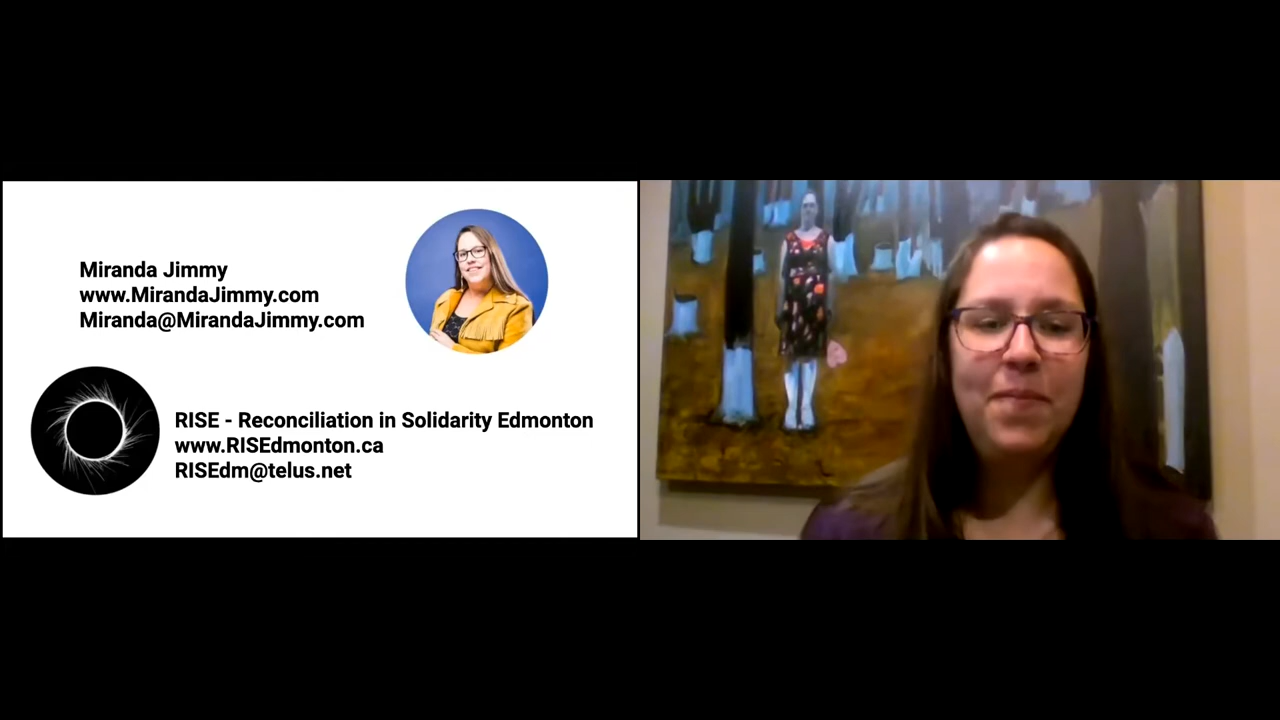 Miranda Jimmy
www.MirandaJimmy.com
Miranda@MirandaJimmy.com
RISE - Reconciliation in Solidarity Edmonton
www.RISEdmonton.ca
RISEdm@telus.net